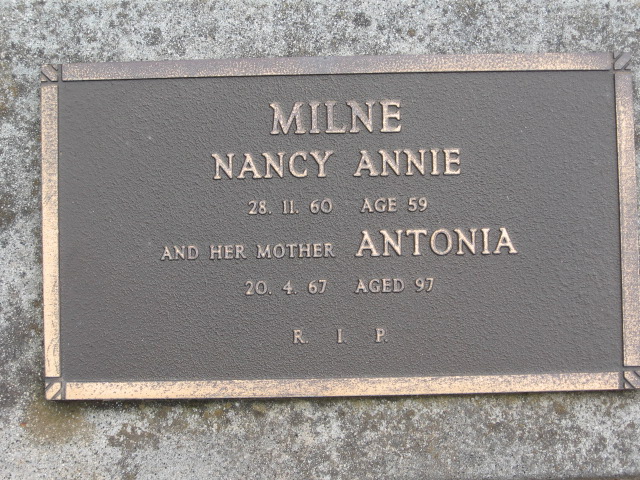 MILNE
NANCY ANNIE
28. 11. 60 AGE 59
AND HER MOTHER ANTONIA
20. 4. 67 AGED 97
R. I. P.